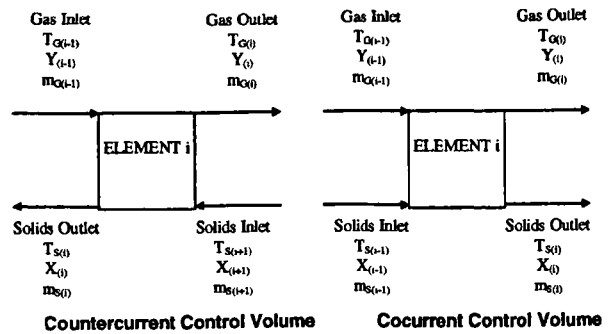 Gas Inlet
T_G(i-1)
Y_(i-1)
m_G(i-1)
Gas Outlet
T_G(i)
Y_(i)
m_G(i)
ELEMENT i
Solids Outlet
T_S(i)
X_(i)
m_S(i)
Solids Inlet
T_S(i+1)
X_(i+1)
m_S(i+1)
Countercurrent Control Volume
Gas Inlet
T_G(i-1)
Y_(i-1)
m_G(i-1)
Gas Outlet
T_G(i)
Y_(i)
m_G(i)
ELEMENT i
Solids Inlet
T_S(i-1)
X_(i-1)
m_S(i-1)
Solids Outlet
T_S(i)
X_(i)
m_S(i)
Cocurrent Control Volume